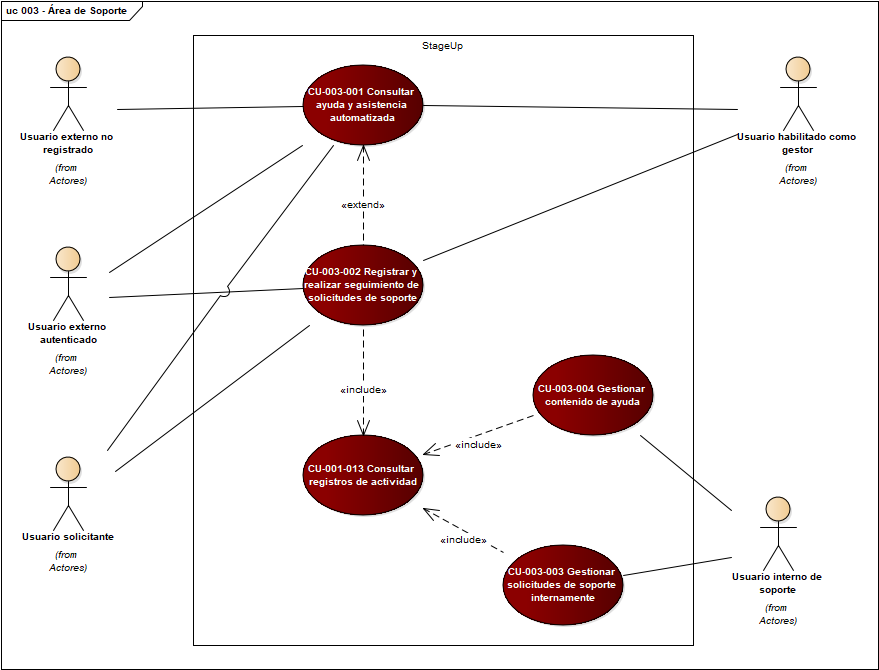 uc 003 - Área de Soporte
StageUp
Usuario externo no
registrado
(from
Actores)
CU-003-001 Consultar
ayuda y asistencia
automatizada
Usuario habilitado como
gestor
(from
Actores)
«extend»
Usuario externo
autenticado
(from
Actores)
CU-003-002 Registrar y
realizar seguimiento de
solicitudes de soporte
«include»
CU-003-004 Gestionar
contenido de ayuda
«include»
CU-001-013 Consultar
registros de actividad
Usuario solicitante
(from
Actores)
«include»
CU-003-003 Gestionar
solicitudes de soporte
internamente
Usuario interno de
soporte
(from
Actores)